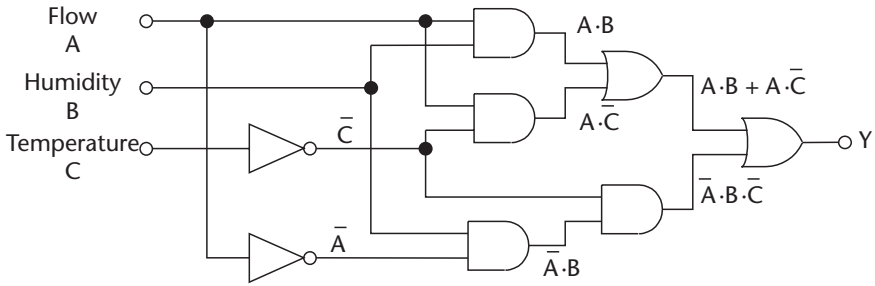 Flow
A
Humidity
B
Temperature
C
C̅
A̅
A·B
A·C̅
A̅·B
A·B + A·C̅
A̅·B·C̅
Y